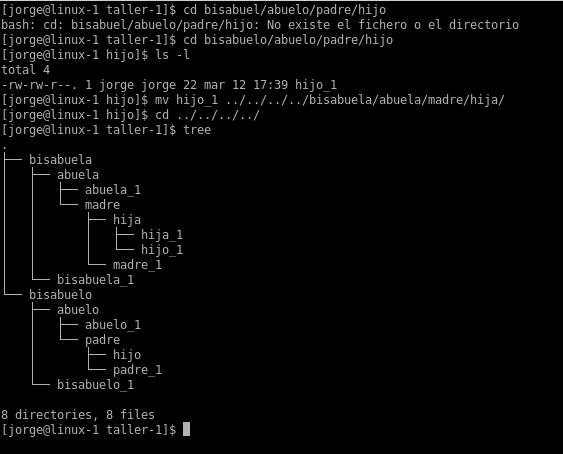 [jorge@linux-1 taller-1]$ cd bisabuel/abuelo/padre/hijo
bash: cd: bisabuel/abuelo/padre/hijo: No existe el fichero o el directorio
[jorge@linux-1 taller-1]$ cd bisabuelo/abuelo/padre/hijo
[jorge@linux-1 hijo]$ ls -l
total 4
-rw-rw-r--. 1 jorge jorge 22 mar 12 17:39 hijo_1
[jorge@linux-1 hijo]$ mv hijo_1 ../../../../bisabuela/abuela/madre/hija/
[jorge@linux-1 hijo]$ cd ../../../../
[jorge@linux-1 taller-1]$ tree
.
├── bisabuela
│   ├── abuela
│   │   ├── abuela_1
│   │   └── madre
│   │       ├── hija
│   │       │   ├── hija_1
│   │       │   └── hijo_1
│   │       └── madre_1
│   └── bisabuela_1
└── bisabuelo
    ├── abuelo
    │   ├── abuelo_1
    │   └── padre
    │       ├── hijo
    │       └── padre_1
    └── bisabuelo_1

8 directories, 8 files
[jorge@linux-1 taller-1]$